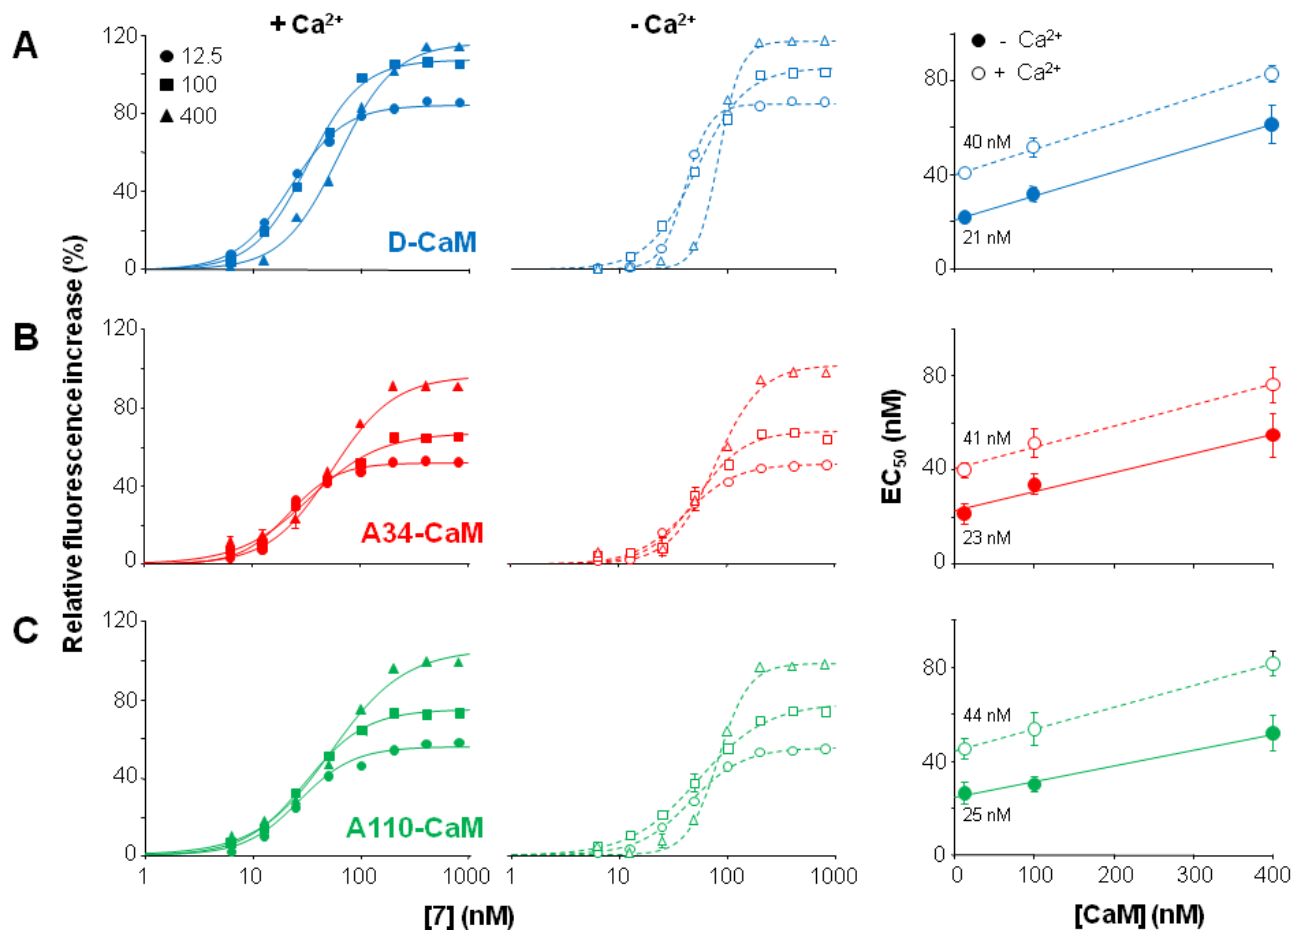 A
+ Ca²⁺
- Ca²⁺
120
80
40
0
12.5
100
400
D-CaM
- Ca²⁺
+ Ca²⁺
80
40
0
40 nM
21 nM
B
120
80
40
0
A34-CaM
80
40
0
41 nM
23 nM
C
120
80
40
0
A110-CaM
80
40
0
44 nM
25 nM
Relative fluorescence increase (%)
EC₅₀ (nM)
1
10
100
1000
1
10
100
1000
0
100
200
300
400
[7] (nM)
[CaM] (nM)